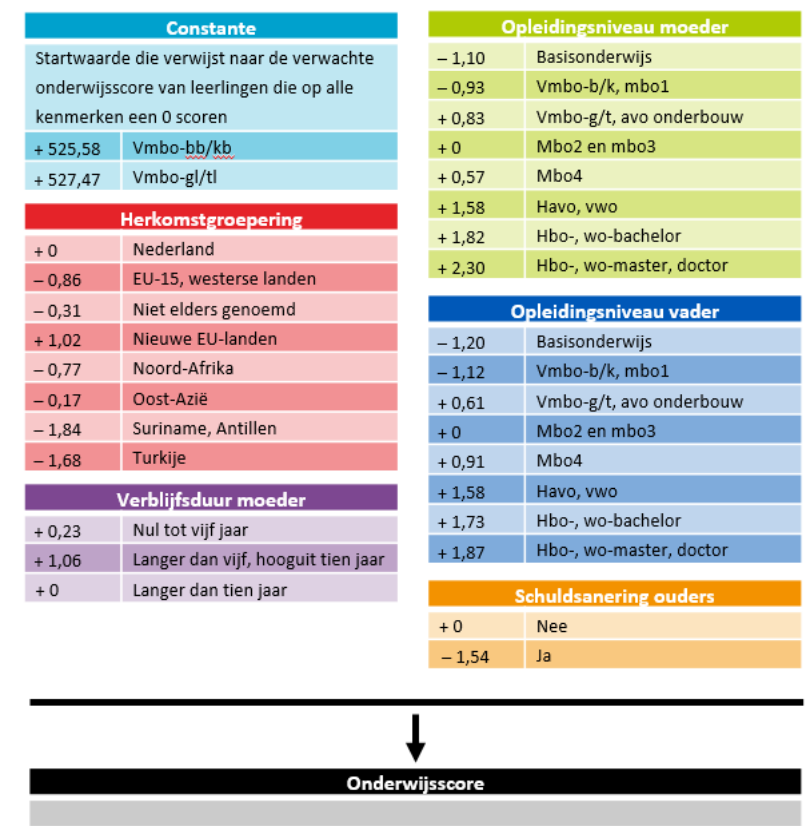 Constante
Startwaarde die verwijst naar de verwachte
onderwijsscore van leerlingen die op alle
kenmerken een 0 scoren
+ 525,58 Vmbo-bb/kb
+ 527,47 Vmbo-gl/tl
Herkomstgroepering
+ 0 Nederland
– 0,86 EU-15, westerse landen
– 0,31 Niet elders genoemd
+ 1,02 Nieuwe EU-landen
– 0,77 Noord-Afrika
– 0,17 Oost-Azië
– 1,84 Suriname, Antillen
– 1,68 Turkije
Verblijfsduur moeder
+ 0,23 Nul tot vijf jaar
+ 1,06 Langer dan vijf, hooguit tien jaar
+ 0 Langer dan tien jaar
Opleidingsniveau moeder
– 1,10 Basisonderwijs
– 0,93 Vmbo-b/k, mbo1
+ 0,83 Vmbo-g/t, avo onderbouw
+ 0 Mbo2 en mbo3
+ 0,57 Mbo4
+ 1,58 Havo, vwo
+ 1,82 Hbo-, wo-bachelor
+ 2,30 Hbo-, wo-master, doctor
Opleidingsniveau vader
– 1,20 Basisonderwijs
– 1,12 Vmbo-b/k, mbo1
+ 0,61 Vmbo-g/t, avo onderbouw
+ 0 Mbo2 en mbo3
+ 0,91 Mbo4
+ 1,58 Havo, vwo
+ 1,73 Hbo-, wo-bachelor
+ 1,87 Hbo-, wo-master, doctor
Schuldsanering ouders
+ 0 Nee
– 1,54 Ja
Onderwijsscore